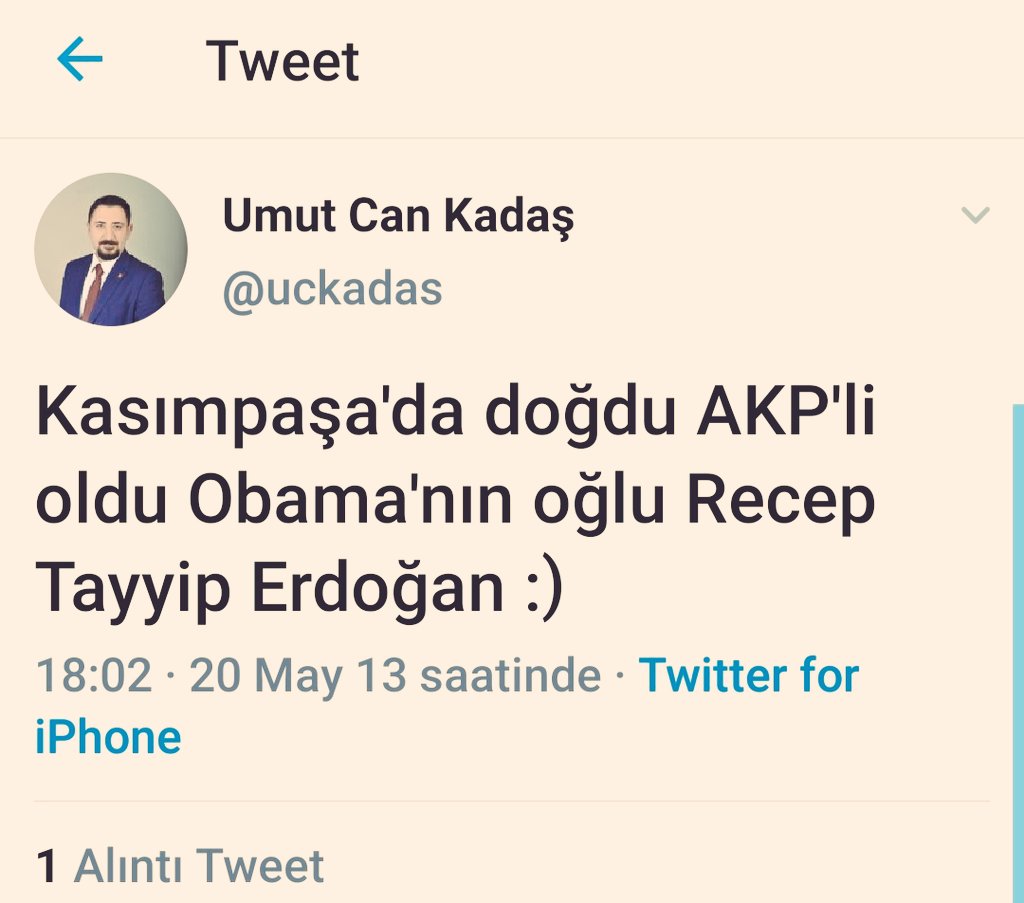 Tweet
Umut Can Kadaş
@uckadas
Kasımpaşa'da doğdu AKP'li
oldu Obama'nın oğlu Recep
Tayyip Erdoğan :)
18:02 · 20 May 13 saatinde · Twitter for
iPhone
1 Alıntı Tweet